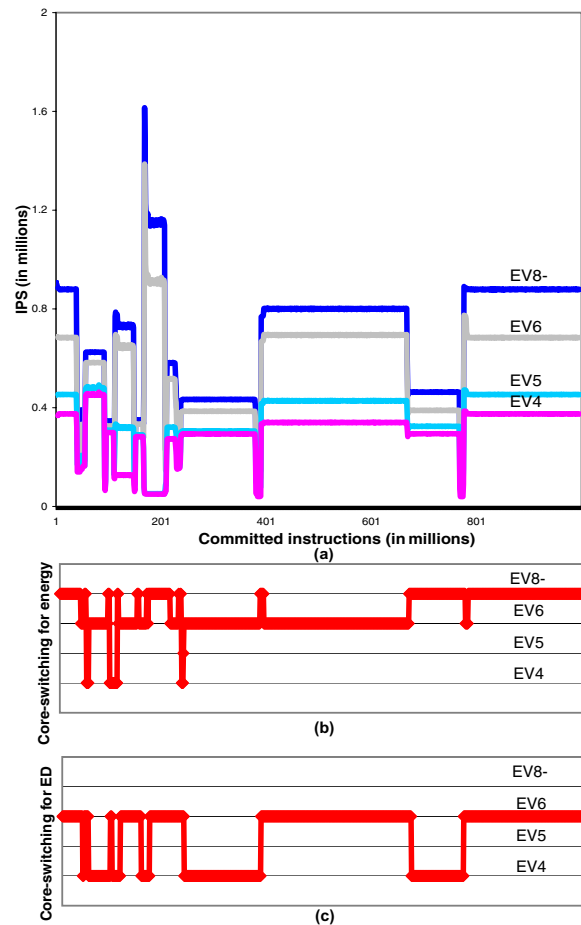 2
1.6
1.2
0.8
0.4
0
IPS (in millions)
EV8-
EV6
EV5
EV4
1 201 401 601 801
Committed instructions (in millions)
(a)
Core-switching for energy
EV8-
EV6
EV5
EV4
(b)
Core-switching for ED
EV8-
EV6
EV5
EV4
(c)